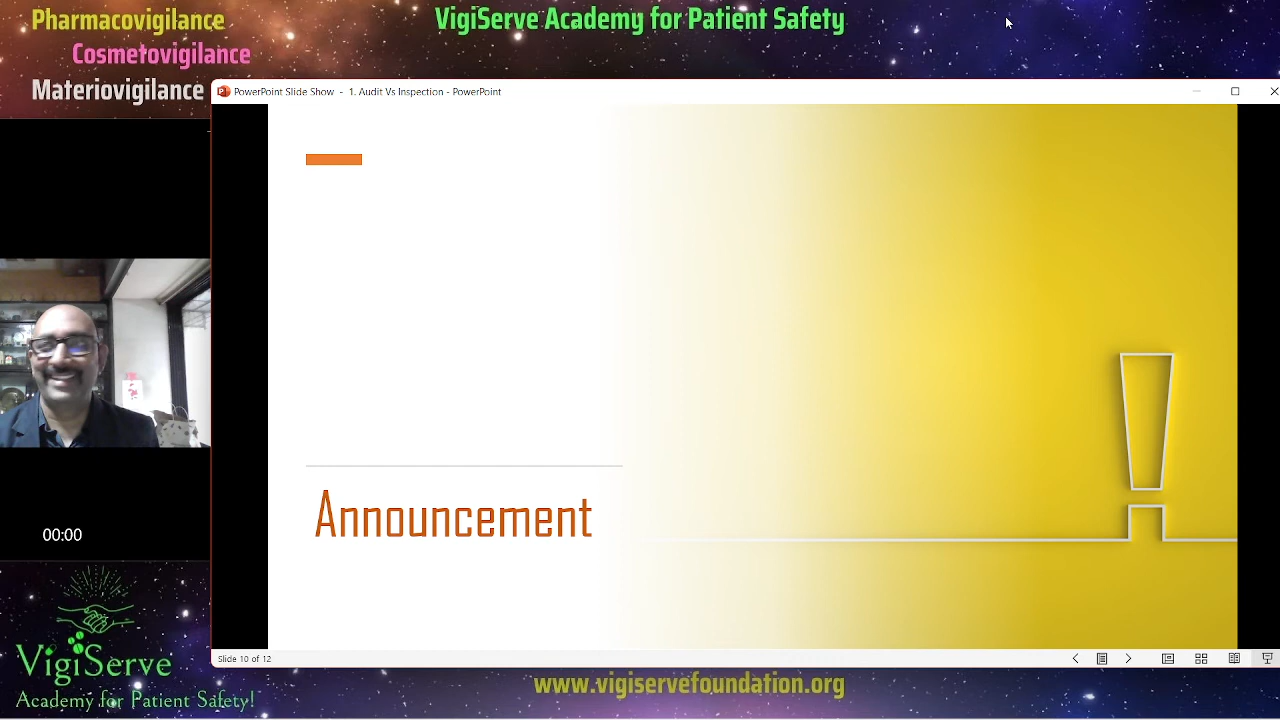 Pharmacovigilance
Cosmetovigilance
Materiovigilance
VigiServe Academy for Patient Safety
PowerPoint Slide Show - 1. Audit Vs Inspection - PowerPoint
Announcement
00:00
VigiServe
Academy for Patient Safety!
Slide 10 of 12
www.vigiservefoundation.org